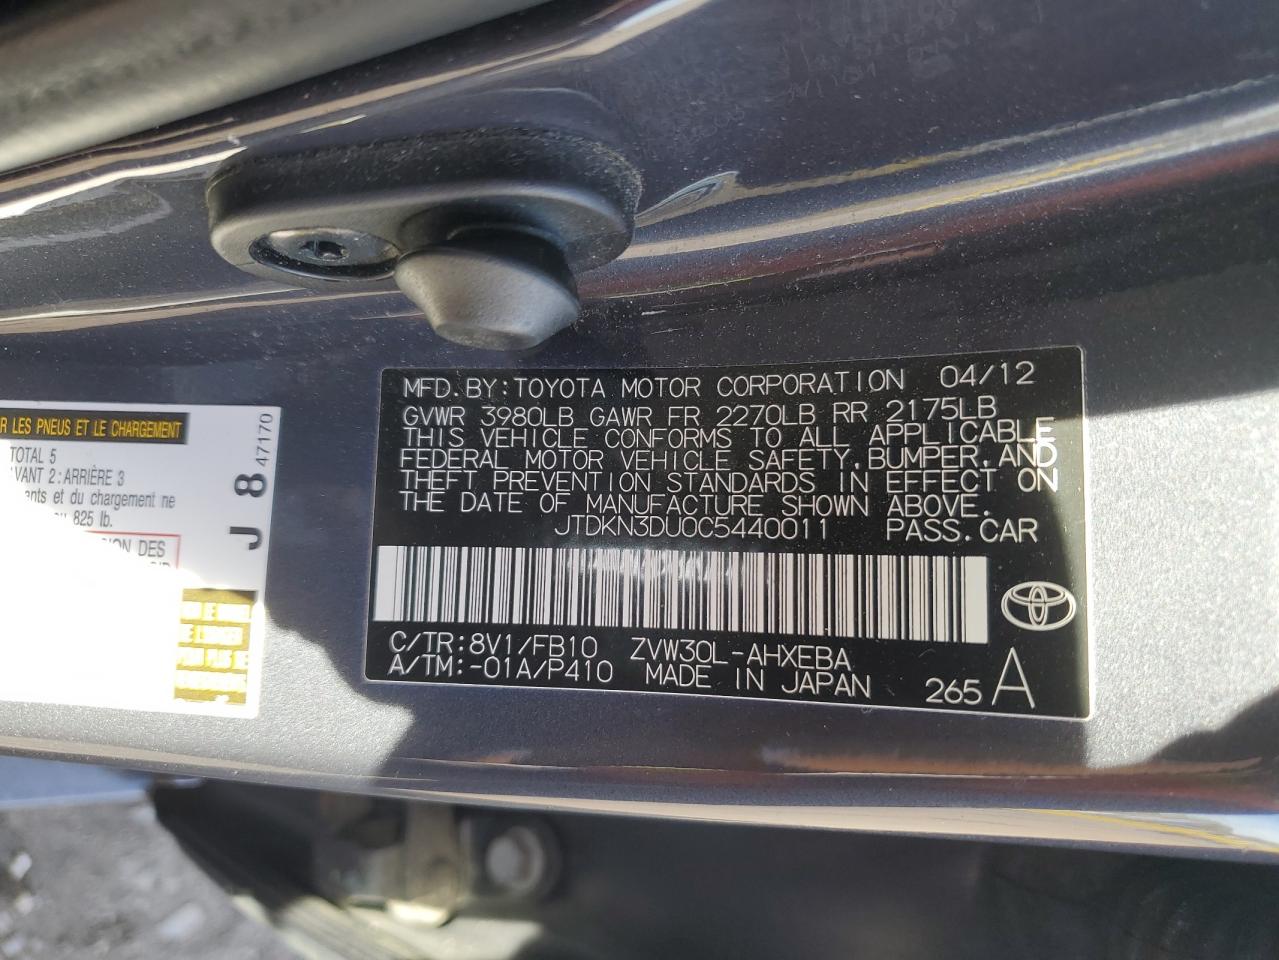 MFD.BY:TOYOTA MOTOR CORPORATION 04/12
GVWR 3980LB GAWR FR 2270LB RR 2175LB
THIS VEHICLE CONFORMS TO ALL APPLICABLE
FEDERAL MOTOR VEHICLE SAFETY,BUMPER,AND
THEFT PREVENTION STANDARDS IN EFFECT ON
THE DATE OF MANUFACTURE SHOWN ABOVE.
JTDKN3DU0C5440011 PASS.CAR
C/TR:8V1/FB10 ZVW30L-AHXEBA
A/TM:-01A/P410 MADE IN JAPAN 265 A
LES PNEUS ET LE CHARGEMENT
TOTAL 5
2:ARRIÈRE 3
et du chargement ne
825 lb.
DES
J 8 47170